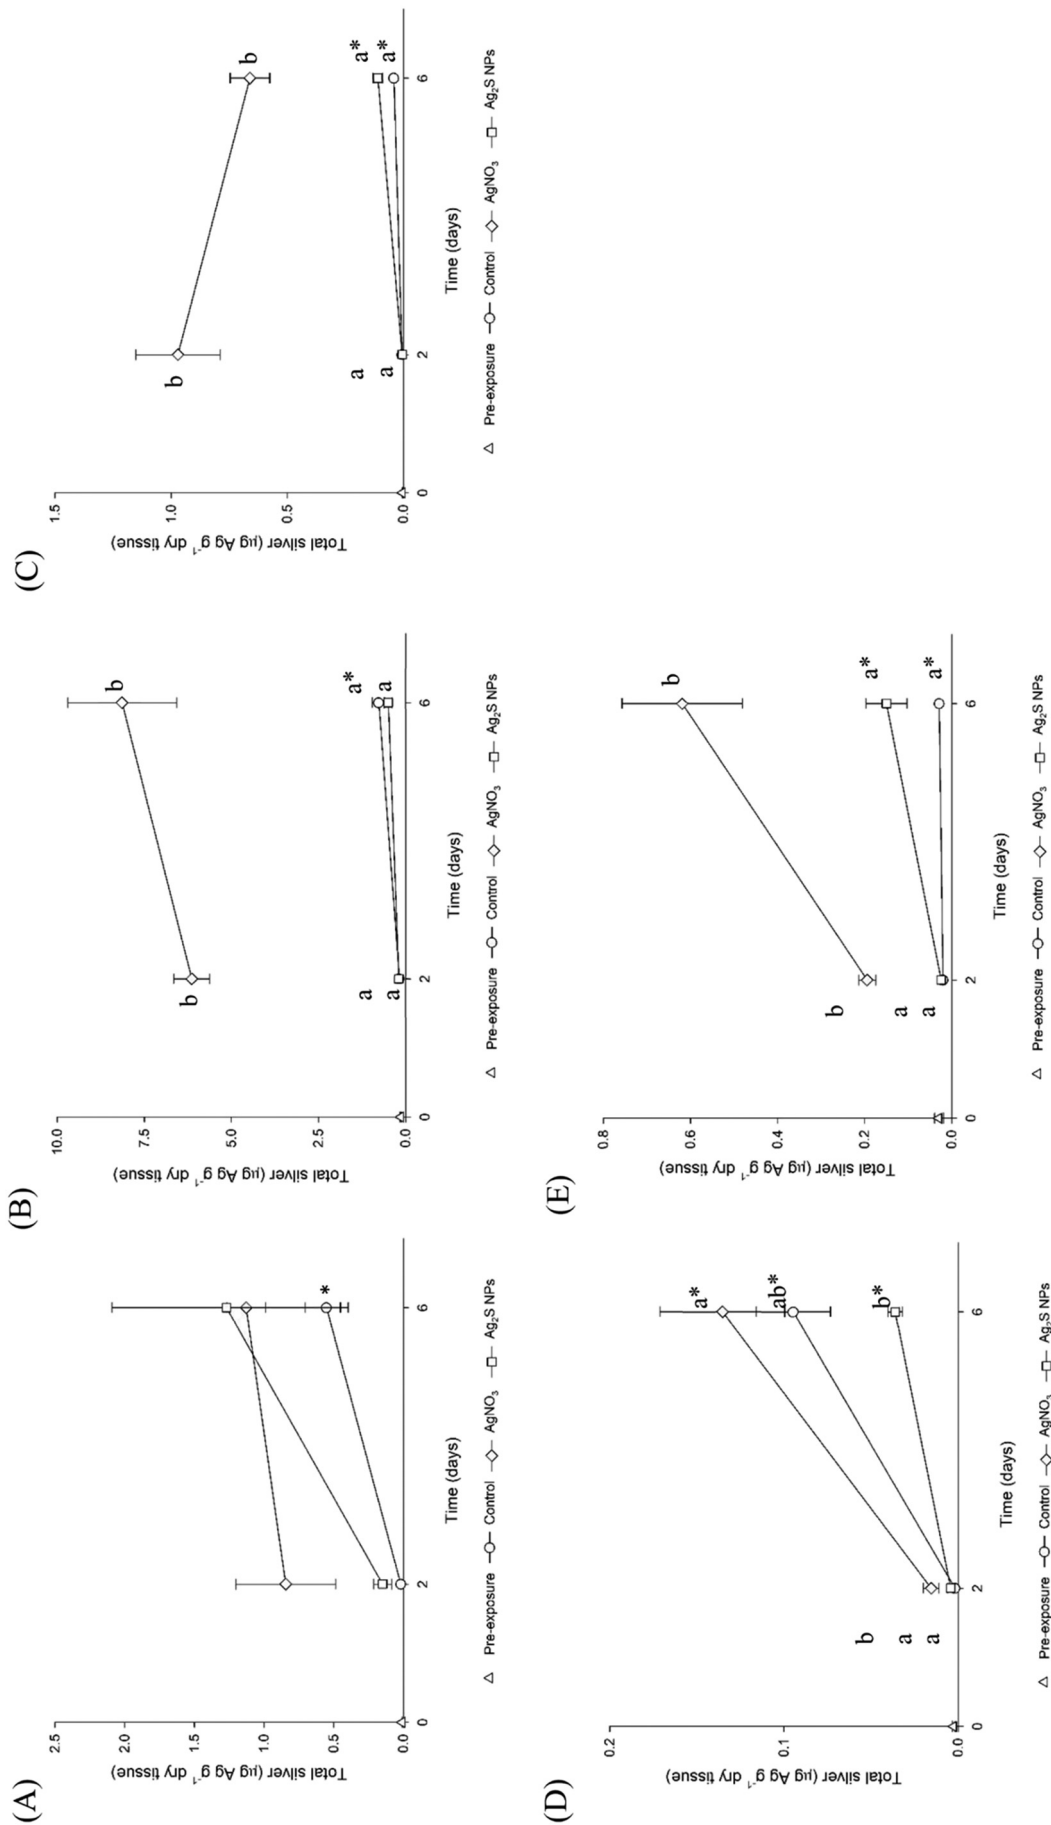 (A)
Total silver (µg Ag g⁻¹ dry tissue)
2.5
2.0
1.5
1.0
0.5
0.0
*
0 2 6
Time (days)
Pre-exposure Control AgNO₃ Ag₂S NPs
(B)
Total silver (µg Ag g⁻¹ dry tissue)
10.0
7.5
5.0
2.5
0.0
b
b
a
a
a*
a
0 2 6
Time (days)
Pre-exposure Control AgNO₃ Ag₂S NPs
(C)
Total silver (µg Ag g⁻¹ dry tissue)
1.5
1.0
0.5
0.0
b
b
a
a
a*
a*
0 2 6
Time (days)
Pre-exposure Control AgNO₃ Ag₂S NPs
(D)
Total silver (µg Ag g⁻¹ dry tissue)
0.2
0.1
0.0
a*
ab*
b*
b
a
a
0 2 6
Time (days)
Pre-exposure Control AgNO₃ Ag₂S NPs
(E)
Total silver (µg Ag g⁻¹ dry tissue)
0.8
0.6
0.4
0.2
0.0
b
b
a
a
a*
a*
0 2 6
Time (days)
Pre-exposure Control AgNO₃ Ag₂S NPs